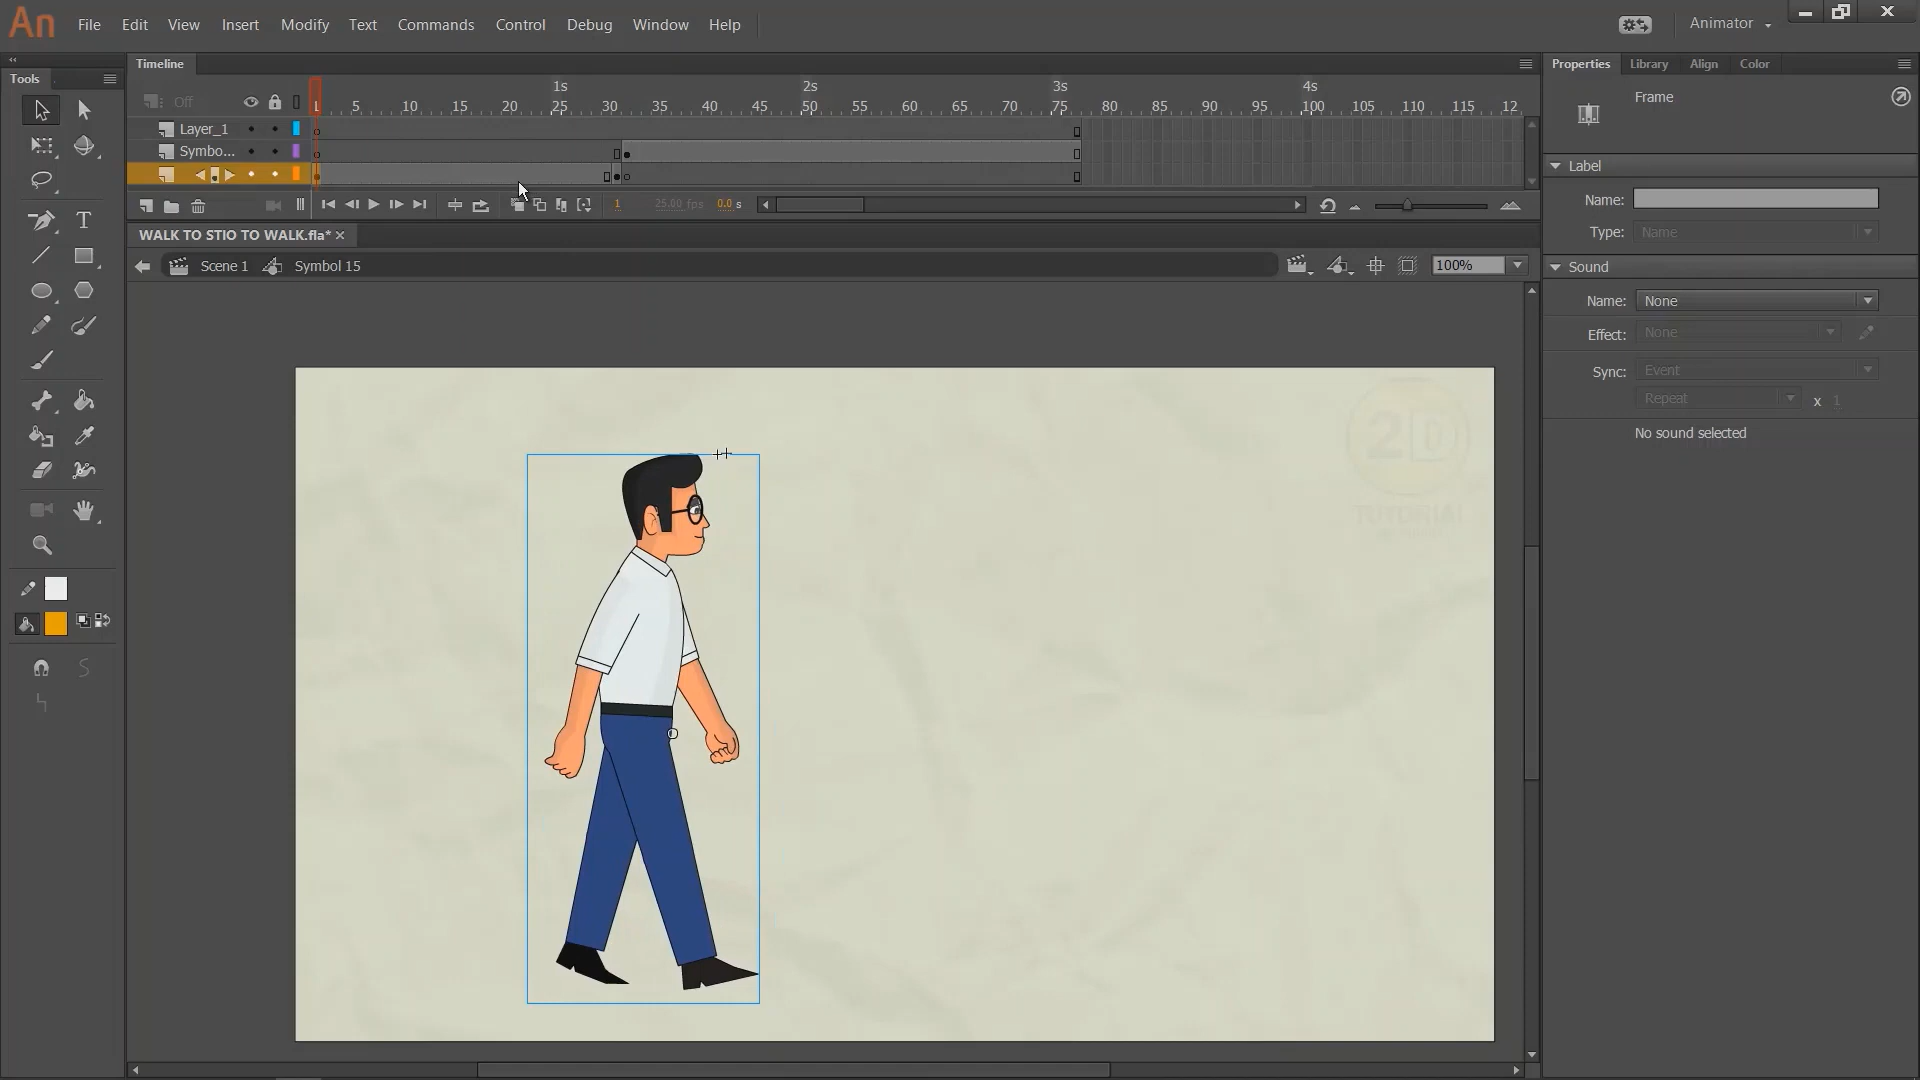 An File Edit View Insert Modify Text Commands Control Debug Window Help Animator
Tools
Timeline
Properties Library Align Color
1s 2s 3s 4s
Off 1 5 10 15 20 25 30 35 40 45 50 55 60 65 70 75 80 85 90 95 100 105 110 115 12
Layer_1
Symbo...
1 25.00 fps 0.0 s
WALK TO STIO TO WALK.fla*
Scene 1 Symbol 15 100%
Frame
Label
Name:
Type: Name
Sound
Name: None
Effect: None
Sync: Event
Repeat x 1
No sound selected
2D
TUTORIAL